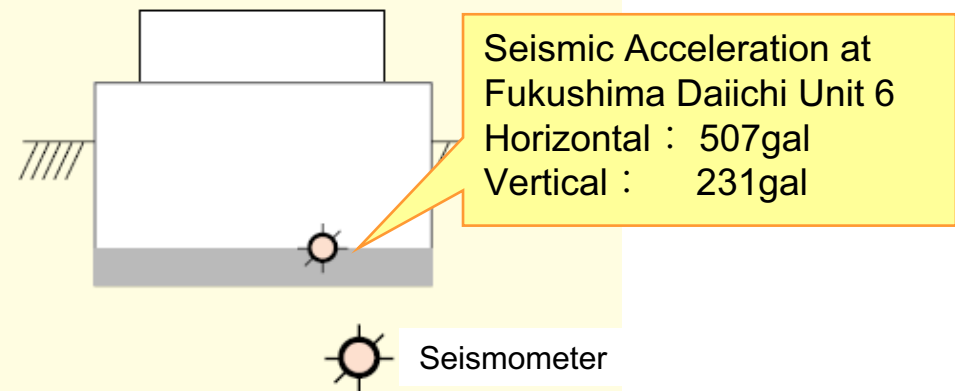 Seismic Acceleration at
Fukushima Daiichi Unit 6
Horizontal： 507gal
Vertical： 231gal
Seismometer